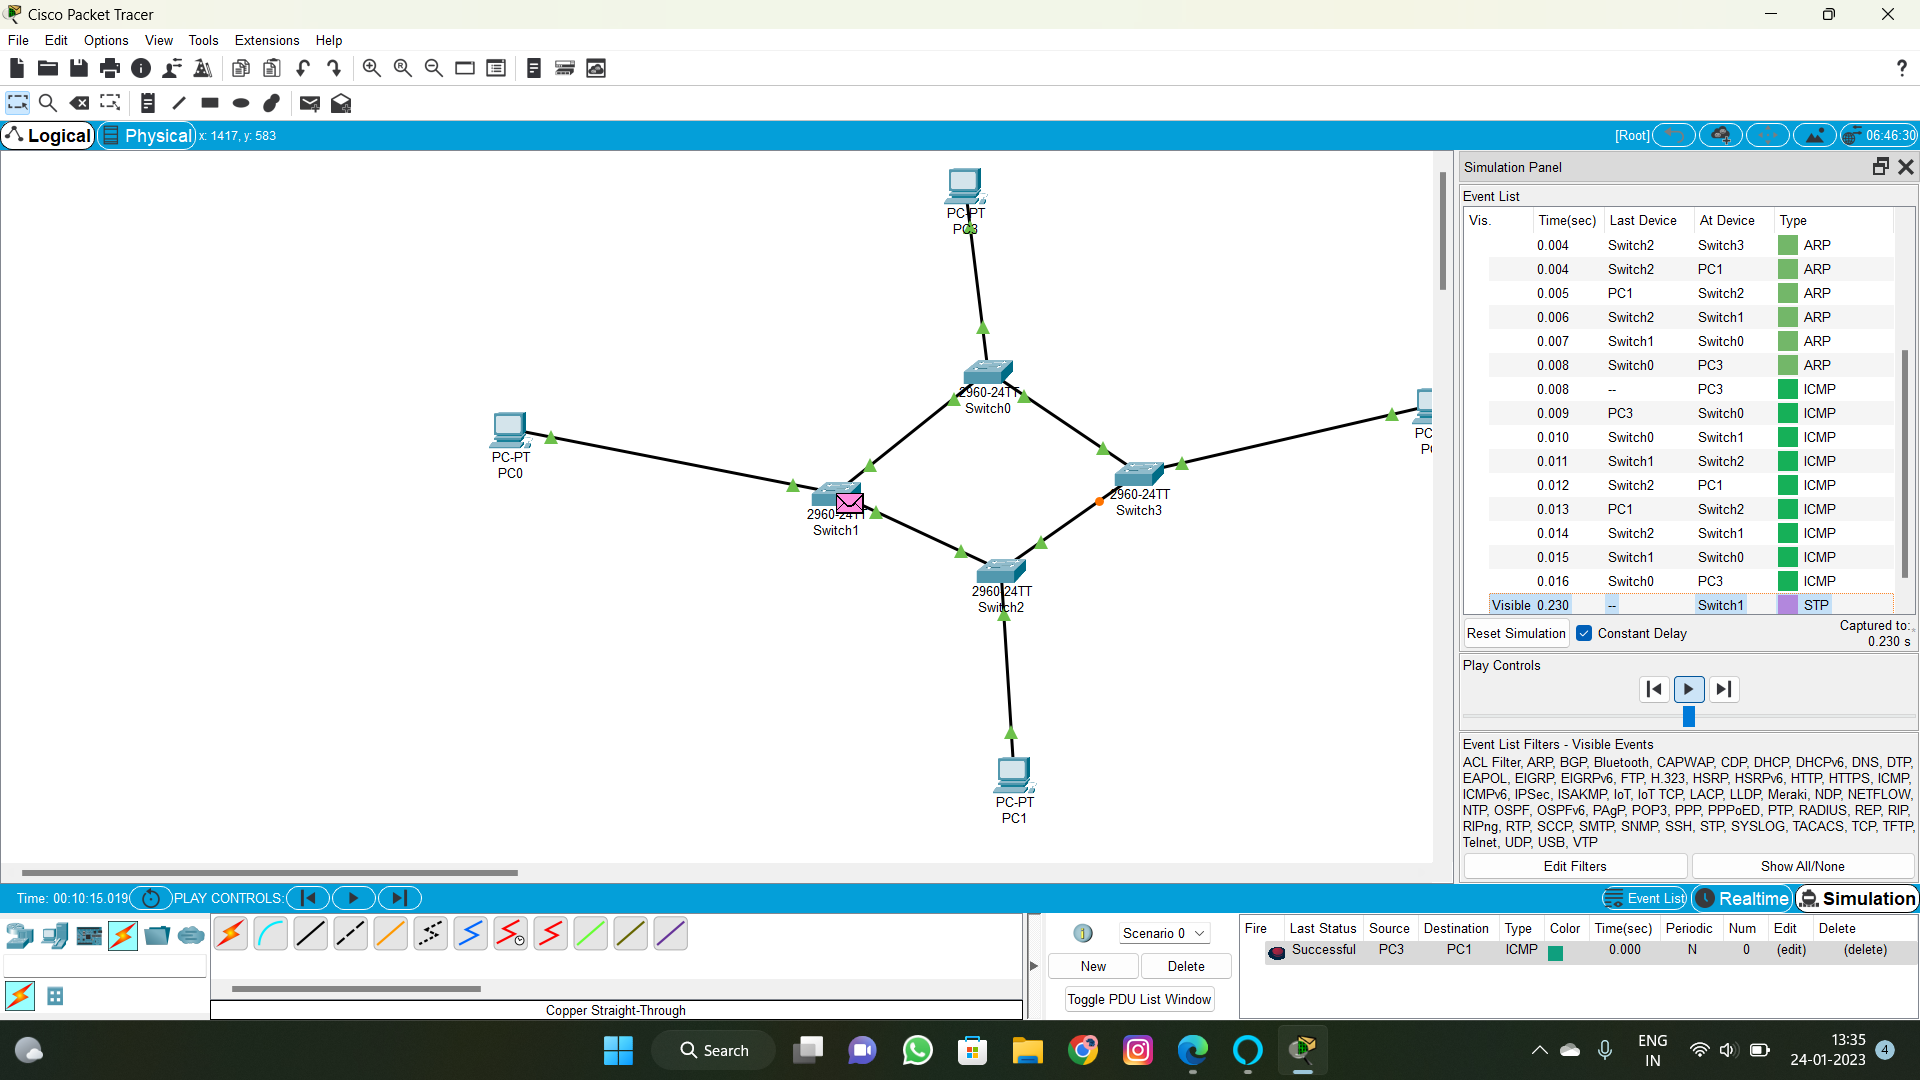 Cisco Packet Tracer
File Edit Options View Tools Extensions Help
?
Logical Physical x: 1417, y: 583
[Root] 06:46:30
PC-PT
PC3
2960-24TT
Switch0
PC-PT
PC0
2960-24TT
Switch3
2960-24TT
Switch1
2960-24TT
Switch2
PC-PT
PC1
Simulation Panel
Event List
Vis. Time(sec) Last Device At Device Type
0.004 Switch2 Switch3 ARP
0.004 Switch2 PC1 ARP
0.005 PC1 Switch2 ARP
0.006 Switch2 Switch1 ARP
0.007 Switch1 Switch0 ARP
0.008 Switch0 PC3 ARP
0.008 -- PC3 ICMP
0.009 PC3 Switch0 ICMP
0.010 Switch0 Switch1 ICMP
0.011 Switch1 Switch2 ICMP
0.012 Switch2 PC1 ICMP
0.013 PC1 Switch2 ICMP
0.014 Switch2 Switch1 ICMP
0.015 Switch1 Switch0 ICMP
0.016 Switch0 PC3 ICMP
Visible 0.230 -- Switch1 STP
Reset Simulation Constant Delay Captured to:
0.230 s
Play Controls
Event List Filters - Visible Events
ACL Filter, ARP, BGP, Bluetooth, CAPWAP, CDP, DHCP, DHCPv6, DNS, DTP,
EAPOL, EIGRP, EIGRPv6, FTP, H.323, HSRP, HSRPv6, HTTP, HTTPS, ICMP,
ICMPv6, IPSec, ISAKMP, IoT, IoT TCP, LACP, LLDP, Meraki, NDP, NETFLOW,
NTP, OSPF, OSPFv6, PAgP, POP3, PPP, PPPoED, PTP, RADIUS, REP, RIP,
RIPng, RTP, SCCP, SMTP, SNMP, SSH, STP, SYSLOG, TACACS, TCP, TFTP,
Telnet, UDP, USB, VTP
Edit Filters Show All/None
Time: 00:10:15.019 PLAY CONTROLS: Event List Realtime Simulation
Copper Straight-Through
1 Scenario 0
New Delete
Toggle PDU List Window
Fire Last Status Source Destination Type Color Time(sec) Periodic Num Edit Delete
Successful PC3 PC1 ICMP 0.000 N 0 (edit) (delete)
Search
ENG
IN
13:35
24-01-2023
4